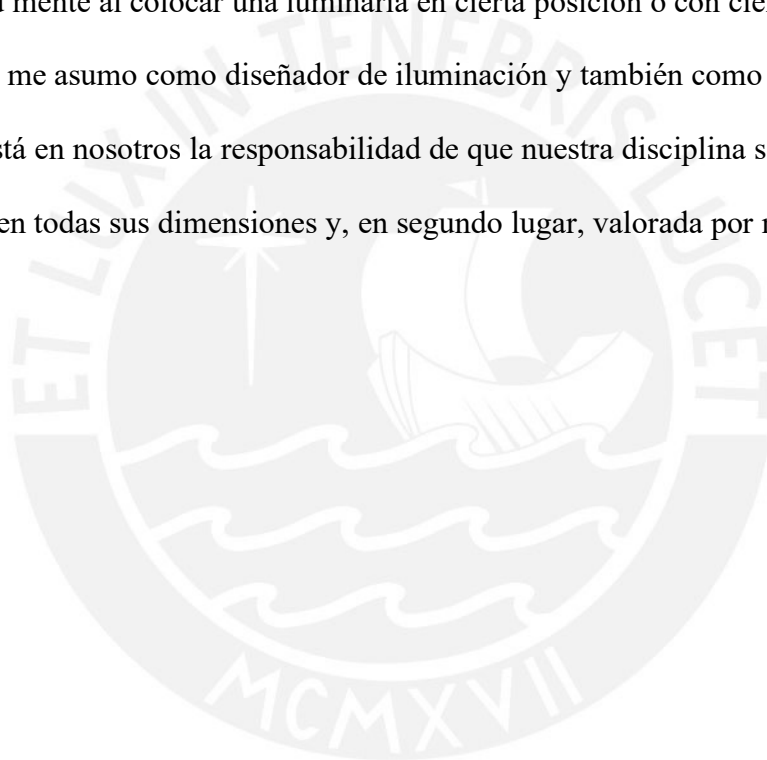 mente al colocar una luminaria en cierta posición o con
me asumo como diseñador de iluminación y también como
en nosotros la responsabilidad de que nuestra disciplina
en todas sus dimensiones y, en segundo lugar, valorada por
ET LUX IN TENEBRIS LUCET
MCMXVII